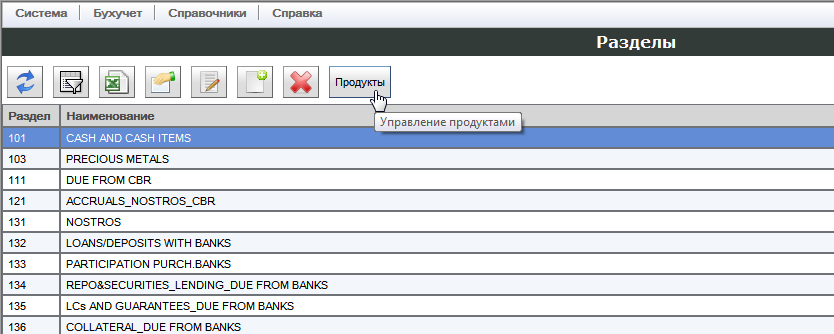 Система Бухучет Справочники Справка
Разделы
Продукты
Управление продуктами
Раздел Наименование
101 CASH AND CASH ITEMS
103 PRECIOUS METALS
111 DUE FROM CBR
121 ACCRUALS_NOSTROS_CBR
131 NOSTROS
132 LOANS/DEPOSITS WITH BANKS
133 PARTICIPATION PURCH.BANKS
134 REPO&SECURITIES_LENDING_DUE FROM BANKS
135 LCs AND GUARANTEES_DUE FROM BANKS
136 COLLATERAL_DUE FROM BANKS